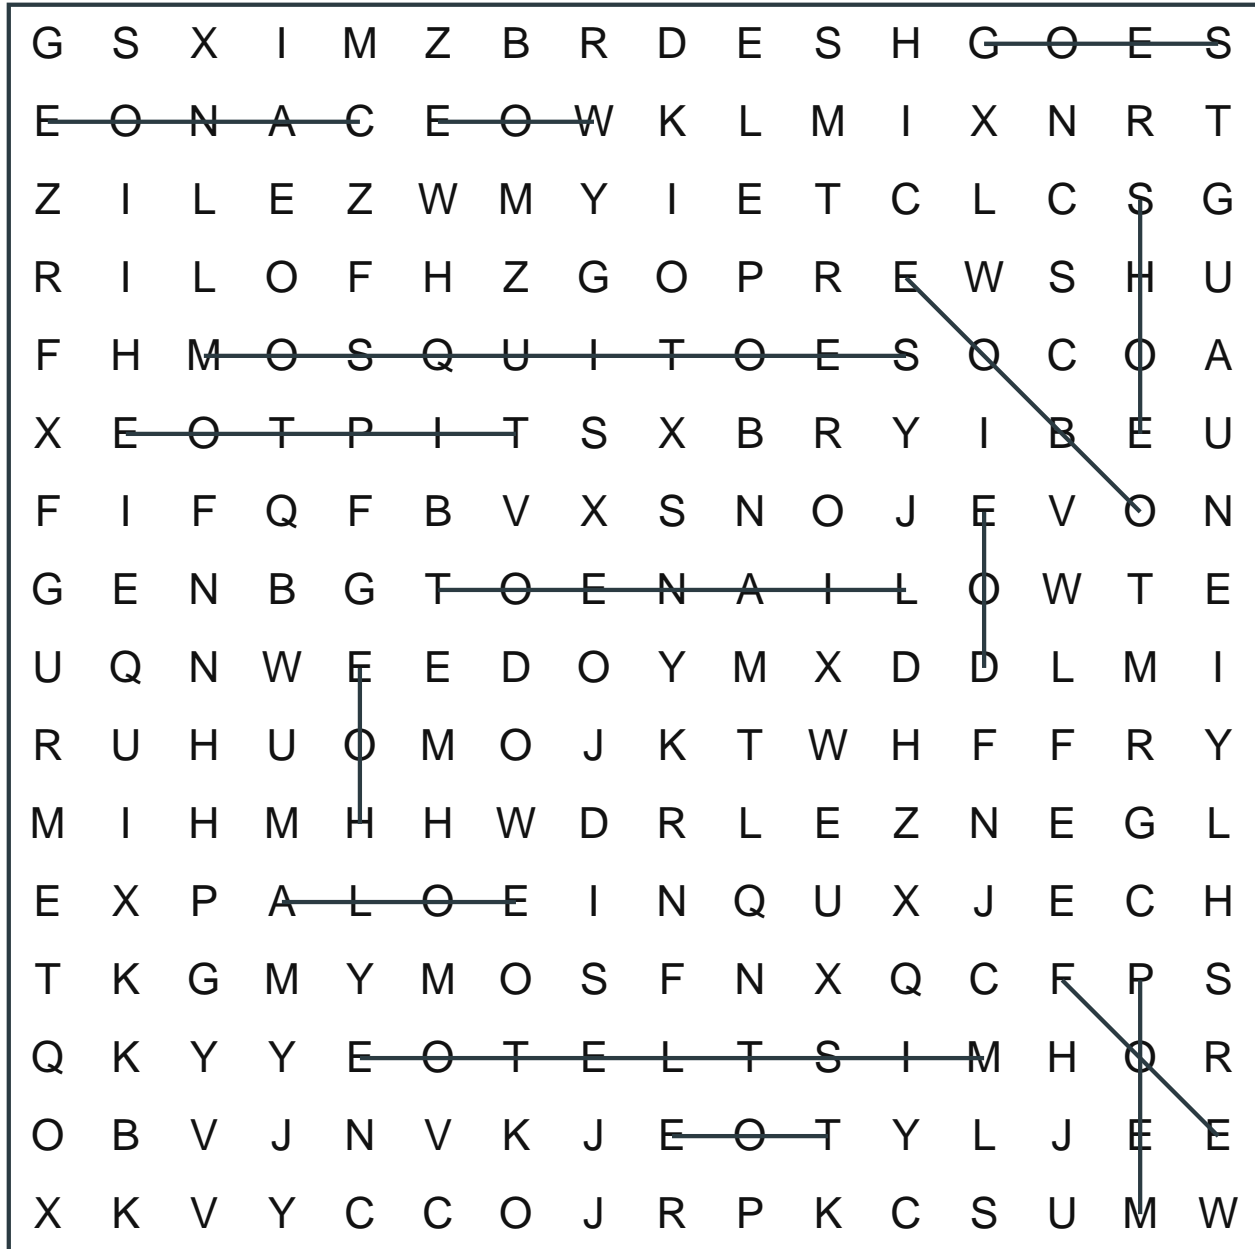 G S X I M Z B R D E S H G O E S
E O N A C E O W K L M I X N R T
Z I L E Z W M Y I E T C L C S G
R I L O F H Z G O P R E W S H U
F H M O S Q U I T O E S O C O A
X E O T P I T S X B R Y I B E U
F I F Q F B V X S N O J E V O N
G E N B G T O E N A I L O W T E
U Q N W E E D O Y M X D D L M I
R U H U O M O J K T W H F F R Y
M I H M H H W D R L E Z N E G L
E X P A L O E I N Q U X J E C H
T K G M Y M O S F N X Q C F P S
Q K Y Y E O T E L T S I M H O R
O B V J N V K J E O T Y L J E E
X K V Y C C O J R P K C S U M W